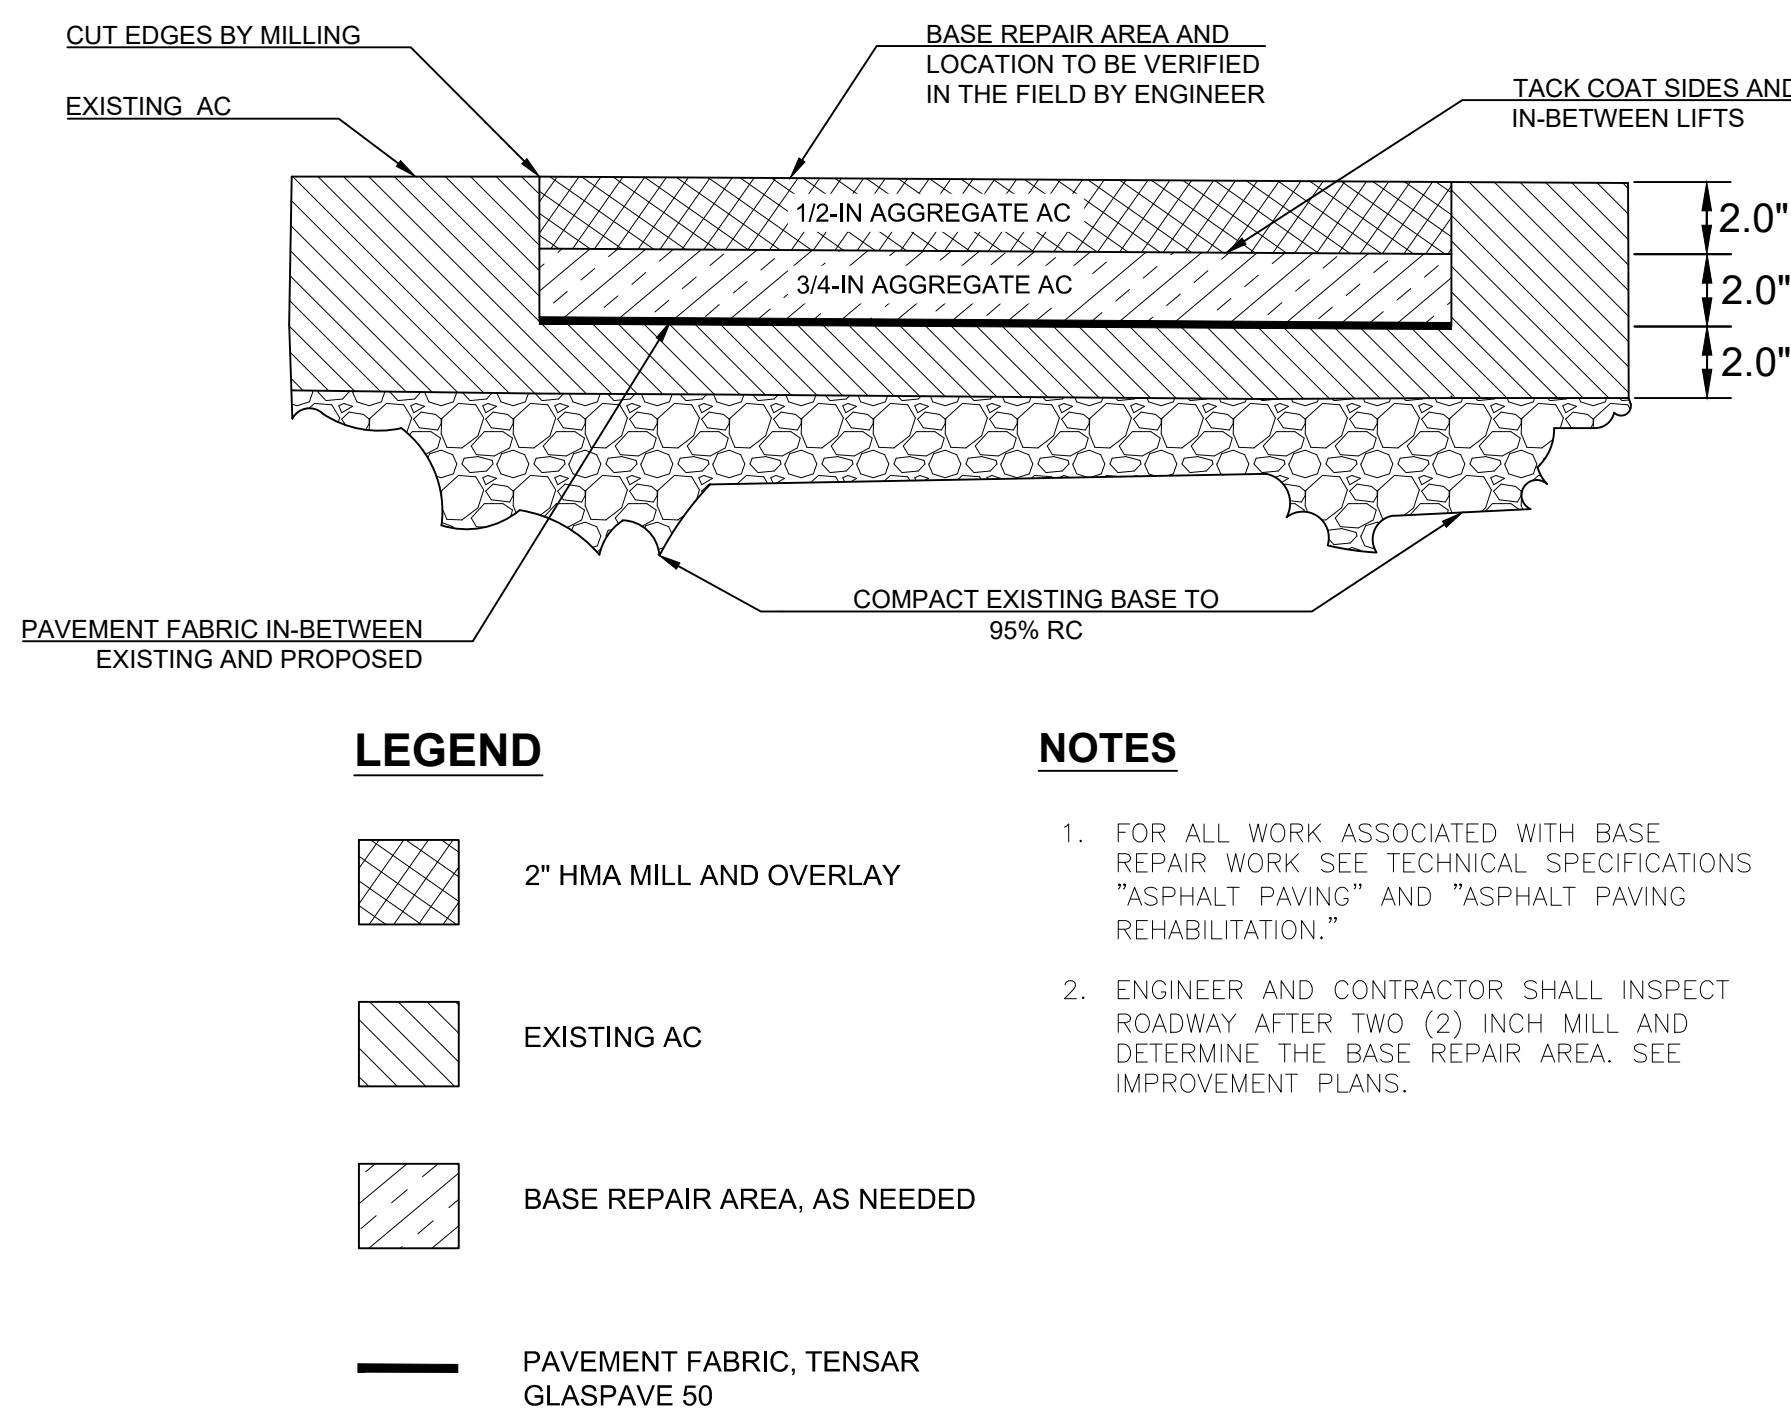 CUT EDGES BY MILLING
EXISTING AC
BASE REPAIR AREA AND
LOCATION TO BE VERIFIED
IN THE FIELD BY ENGINEER
TACK COAT SIDES AND
IN-BETWEEN LIFTS
1/2-IN AGGREGATE AC
3/4-IN AGGREGATE AC
2.0"
2.0"
2.0"
COMPACT EXISTING BASE TO
95% RC
PAVEMENT FABRIC IN-BETWEEN
EXISTING AND PROPOSED
LEGEND
2" HMA MILL AND OVERLAY
EXISTING AC
BASE REPAIR AREA, AS NEEDED
PAVEMENT FABRIC, TENSAR
GLASPAVE 50
NOTES
1. FOR ALL WORK ASSOCIATED WITH BASE
REPAIR WORK SEE TECHNICAL SPECIFICATIONS
"ASPHALT PAVING" AND "ASPHALT PAVING
REHABILITATION."
2. ENGINEER AND CONTRACTOR SHALL INSPECT
ROADWAY AFTER TWO (2) INCH MILL AND
DETERMINE THE BASE REPAIR AREA. SEE
IMPROVEMENT PLANS.